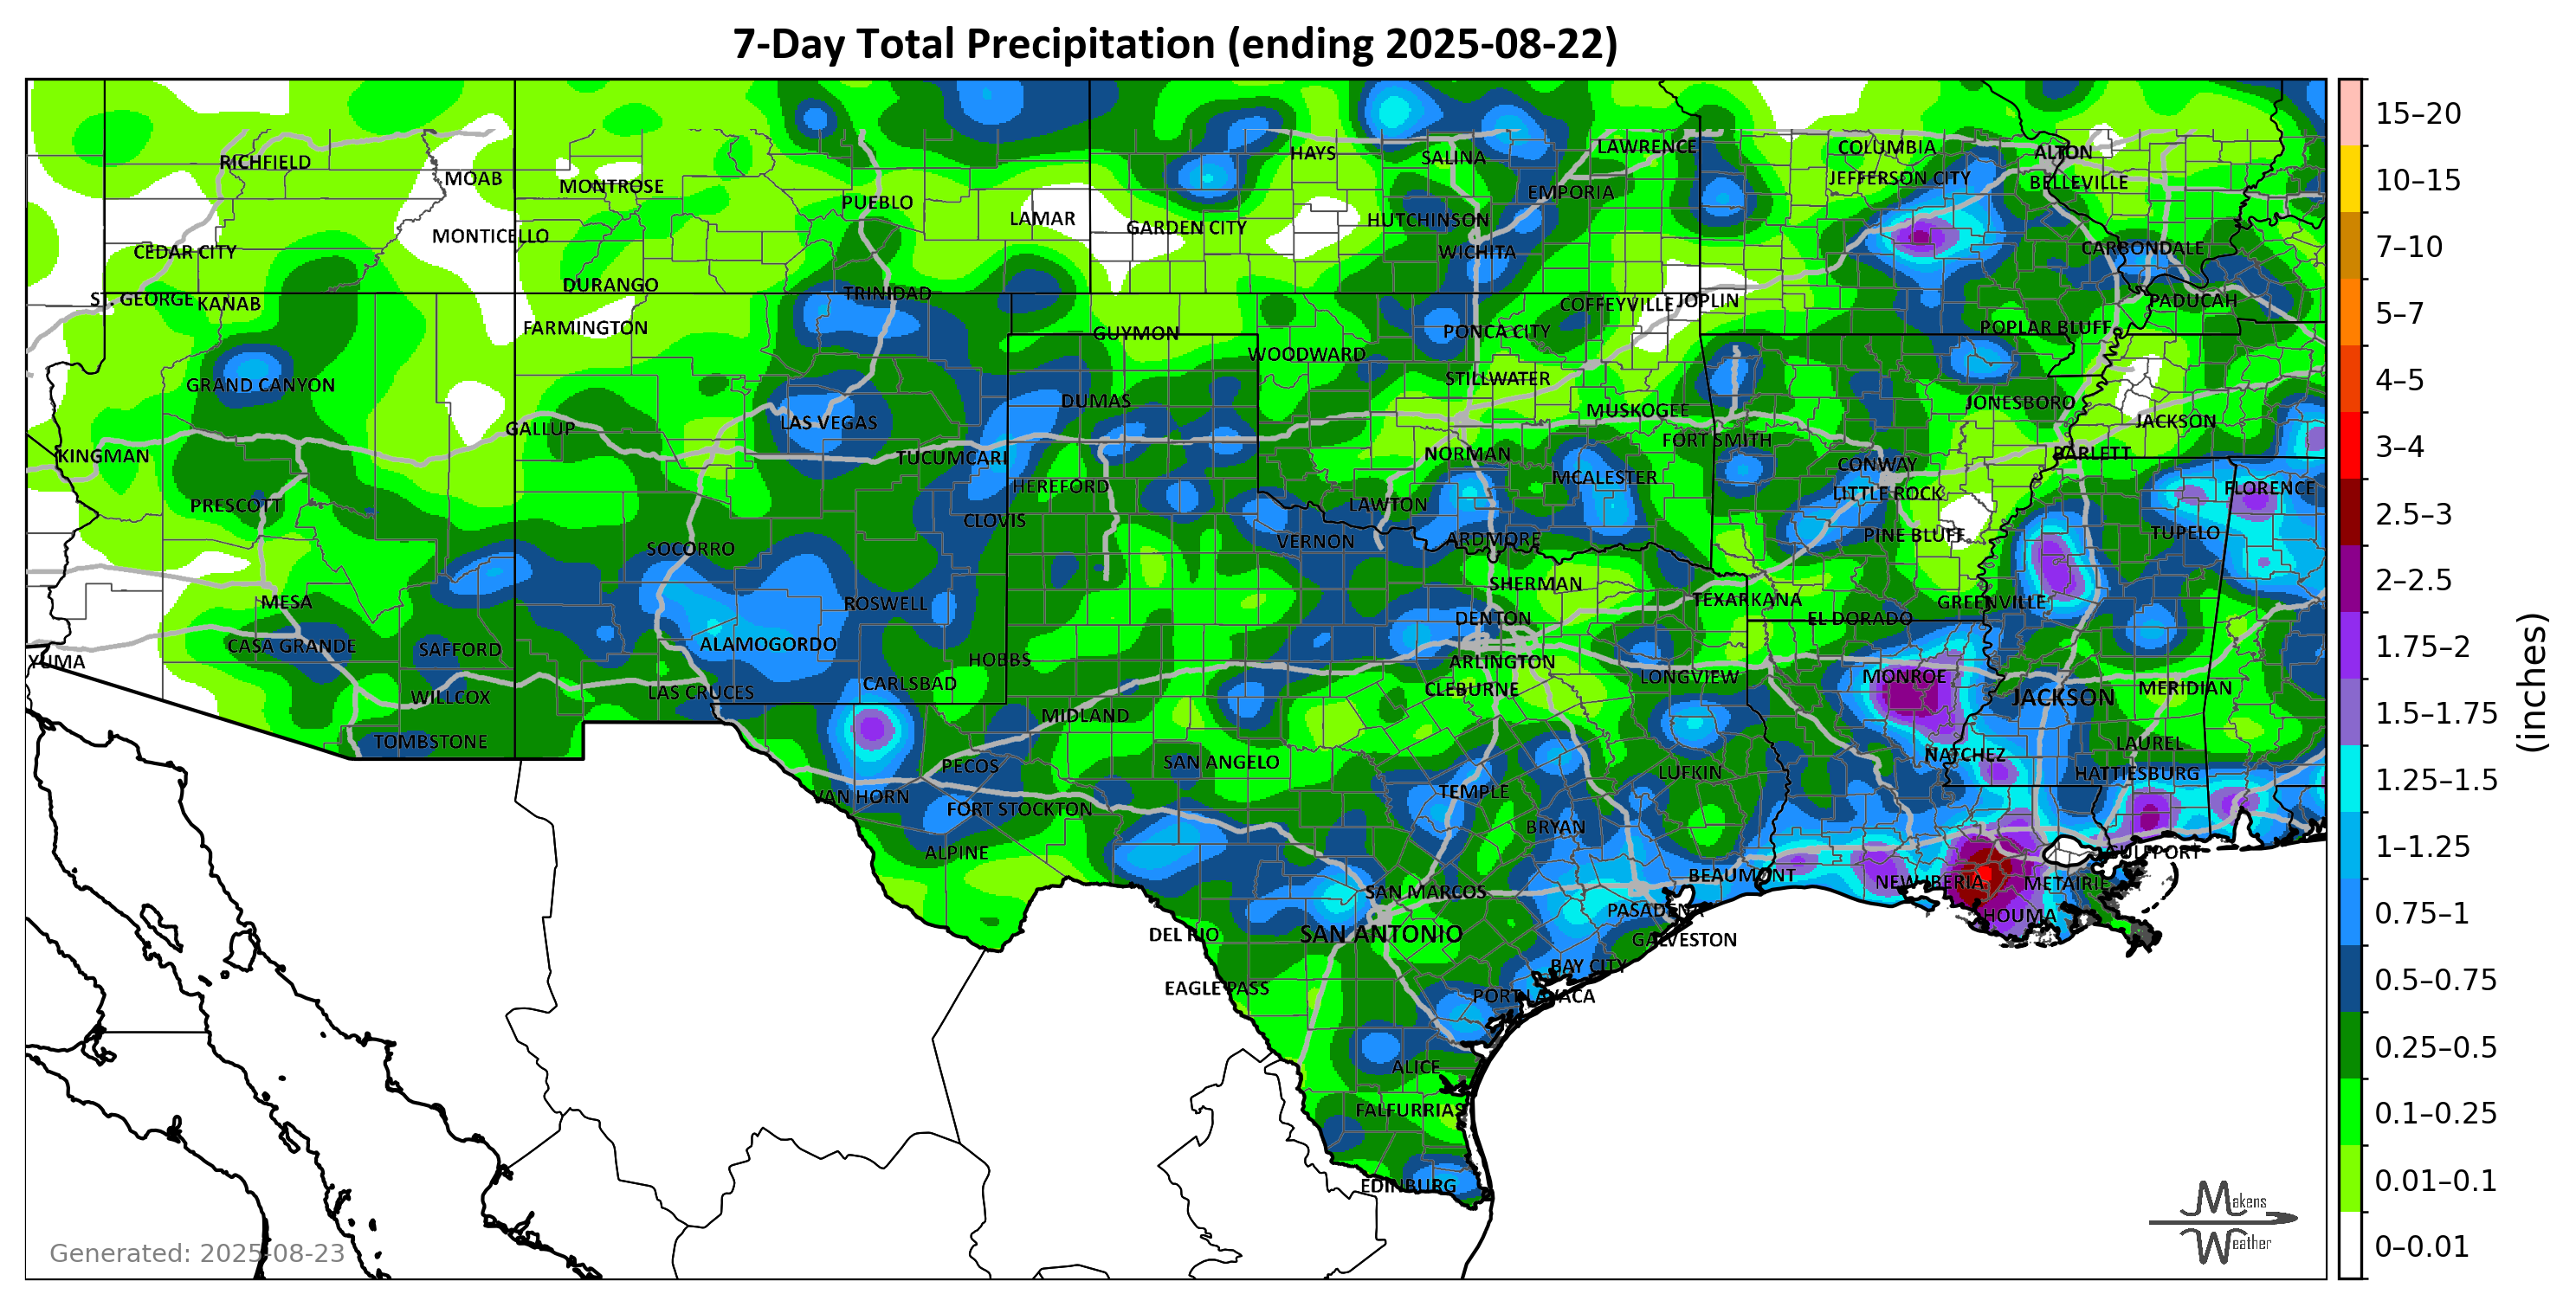 7-Day Total Precipitation (ending 2025-08-22)
RICHFIELD
MOAB
MONTROSE
PUEBLO
LAMAR
GARDEN CITY
HAYS
SALINA
LAWRENCE
EMPORIA
HUTCHINSON
WICHITA
COLUMBIA
JEFFERSON CITY
ALTON
BELLEVILLE
CARBONDALE
PADUCAH
POPLAR BLUFF
CEDAR CITY
MONTICELLO
ST. GEORGE
KANAB
DURANGO
TRINIDAD
FARMINGTON
GUYMON
WOODWARD
PONCA CITY
COFFEYVILLE
JOPLIN
STILLWATER
MUSKOGEE
GRAND CANYON
DUMAS
LAS VEGAS
GALLUP
TUCUMCARI
KINGMAN
NORMAN
FORT SMITH
JONESBORO
JACKSON
BARLETT
CONWAY
LITTLE ROCK
PINE BLUFF
FLORENCE
TUPELO
PRESCOTT
HEREFORD
CLOVIS
LAWTON
MCALESTER
VERNON
ARDMORE
SOCORRO
SHERMAN
TEXARKANA
GREENVILLE
EL DORADO
MESA
ROSWELL
DENTON
CASA GRANDE
SAFFORD
ALAMOGORDO
HOBBS
ARLINGTON
YUMA
WILLCOX
LAS CRUCES
CARLSBAD
CLEBURNE
LONGVIEW
MONROE
JACKSON
MERIDIAN
TOMBSTONE
MIDLAND
PECOS
SAN ANGELO
LUFKIN
NATCHEZ
LAUREL
HATTIESBURG
VAN HORN
FORT STOCKTON
TEMPLE
BRYAN
ALPINE
SAN MARCOS
BEAUMONT
NEW IBERIA
METAIRIE
GULFPORT
HOUMA
PASADENA
DEL RIO
SAN ANTONIO
GALVESTON
BAY CITY
EAGLE PASS
PORT LAVACA
ALICE
FALFURRIAS
EDINBURG
15–20
10–15
7–10
5–7
4–5
3–4
2.5–3
2–2.5
1.75–2
1.5–1.75
1.25–1.5
1–1.25
0.75–1
0.5–0.75
0.25–0.5
0.1–0.25
0.01–0.1
0–0.01
(inches)
Generated: 2025-08-23
Makens
Weather